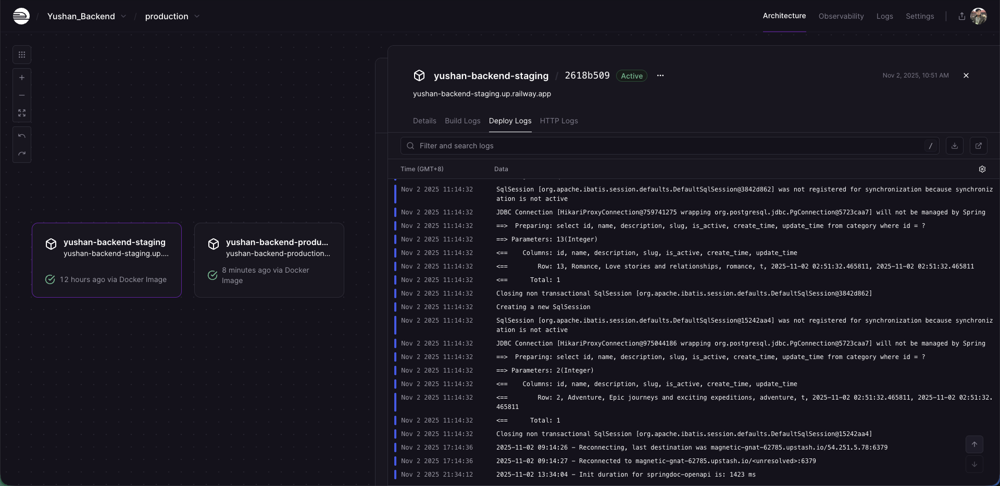 Yushan_Backend
production
Architecture
Observability
Logs
Settings
yushan-backend-staging / 2618b509 Active
Nov 2, 2025, 10:51 AM
yushan-backend-staging.up.railway.app
Details
Build Logs
Deploy Logs
HTTP Logs
Filter and search logs
/
Time (GMT+8) Data
Nov 2 2025 11:14:32 SqlSession [org.apache.ibatis.session.defaults.DefaultSqlSession@3842d862] was not registered for synchronization because synchroniz
ation is not active
Nov 2 2025 11:14:32 JDBC Connection [HikariProxyConnection@759741275 wrapping org.postgresql.jdbc.PgConnection@5723caa7] will not be managed by Spring
Nov 2 2025 11:14:32 ==>  Preparing: select id, name, description, slug, is_active, create_time, update_time from category where id = ?
Nov 2 2025 11:14:32 ==> Parameters: 13(Integer)
Nov 2 2025 11:14:32 <==    Columns: id, name, description, slug, is_active, create_time, update_time
Nov 2 2025 11:14:32 <==        Row: 13, Romance, Love stories and relationships, romance, t, 2025-11-02 02:51:32.465811, 2025-11-02 02:51:32.465811
Nov 2 2025 11:14:32 <==      Total: 1
Nov 2 2025 11:14:32 Closing non transactional SqlSession [org.apache.ibatis.session.defaults.DefaultSqlSession@3842d862]
Nov 2 2025 11:14:32 Creating a new SqlSession
Nov 2 2025 11:14:32 SqlSession [org.apache.ibatis.session.defaults.DefaultSqlSession@15242aa4] was not registered for synchronization because synchroniz
ation is not active
Nov 2 2025 11:14:32 JDBC Connection [HikariProxyConnection@975044186 wrapping org.postgresql.jdbc.PgConnection@5723caa7] will not be managed by Spring
Nov 2 2025 11:14:32 ==>  Preparing: select id, name, description, slug, is_active, create_time, update_time from category where id = ?
Nov 2 2025 11:14:32 ==> Parameters: 2(Integer)
Nov 2 2025 11:14:32 <==    Columns: id, name, description, slug, is_active, create_time, update_time
Nov 2 2025 11:14:32 <==        Row: 2, Adventure, Epic journeys and exciting expeditions, adventure, t, 2025-11-02 02:51:32.465811, 2025-11-02 02:51:32.
465811
Nov 2 2025 11:14:32 <==      Total: 1
Nov 2 2025 11:14:32 Closing non transactional SqlSession [org.apache.ibatis.session.defaults.DefaultSqlSession@15242aa4]
Nov 2 2025 17:14:36 2025-11-02 09:14:26 - Reconnecting, last destination was magnetic-gnat-62785.upstash.io/54.251.5.78:6379
Nov 2 2025 17:14:36 2025-11-02 09:14:27 - Reconnected to magnetic-gnat-62785.upstash.io/<unresolved>:6379
Nov 2 2025 21:34:12 2025-11-02 13:34:04 - Init duration for springdoc-openapi is: 1423 ms
yushan-backend-staging
yushan-backend-staging.up....
12 hours ago via Docker Image
yushan-backend-produ...
yushan-backend-production...
8 minutes ago via Docker
Image